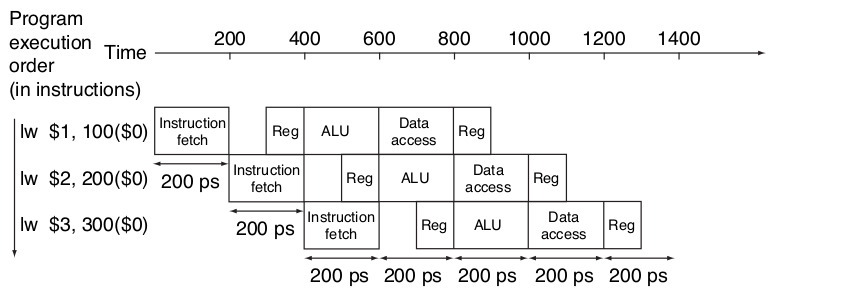 Program
execution
order
(in instructions)
Time
200 400 600 800 1000 1200 1400
lw $1, 100($0)
Instruction
fetch
Reg
ALU
Data
access
Reg
200 ps
lw $2, 200($0)
Instruction
fetch
Reg
ALU
Data
access
Reg
200 ps
lw $3, 300($0)
Instruction
fetch
Reg
ALU
Data
access
Reg
200 ps 200 ps 200 ps 200 ps 200 ps